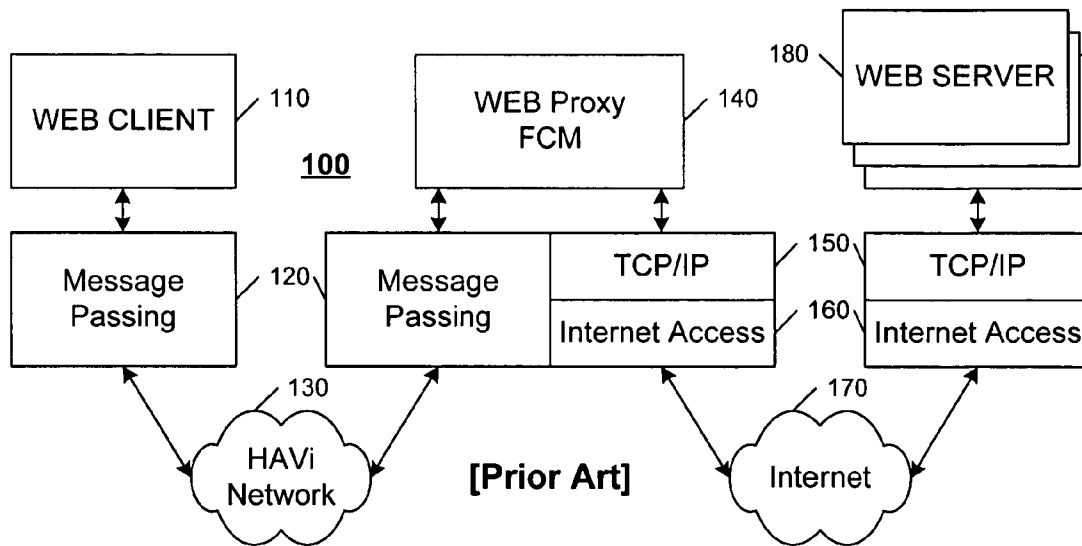 180
WEB SERVER
WEB CLIENT
110
WEB Proxy
FCM
140
100
Message
Passing
120
Message
Passing
TCP/IP
Internet Access
150
160
TCP/IP
Internet Access
130
HAVi
Network
[Prior Art]
170
Internet